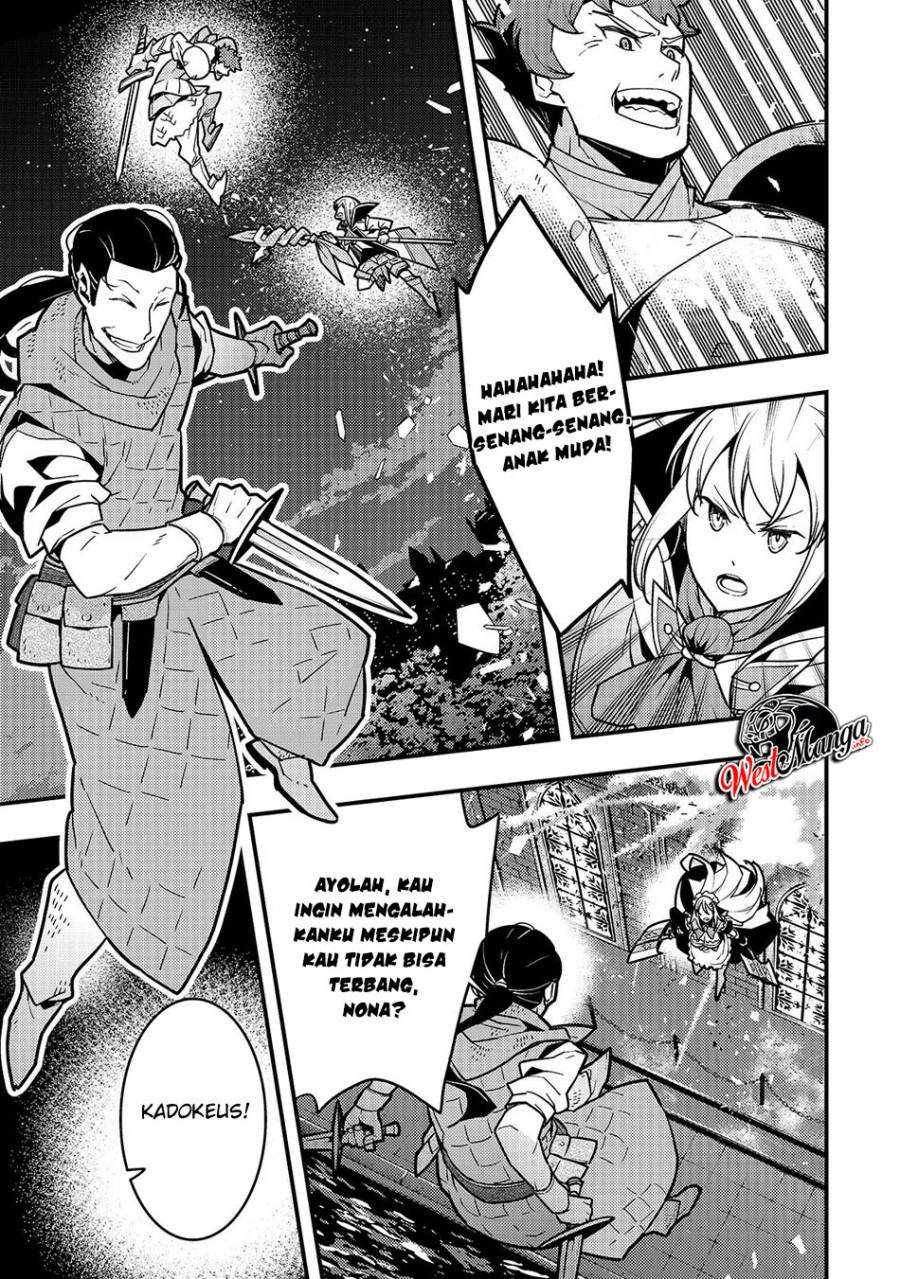 HAHAHAHAHA!
MARI KITA BER-
SENANG-SENANG,
ANAK MUDA!
WestManga
.info
AYOLAH, KAU
INGIN MENGALAH-
KANKU MESKIPUN
KAU TIDAK BISA
TERBANG,
NONA?
KADOKEUS!